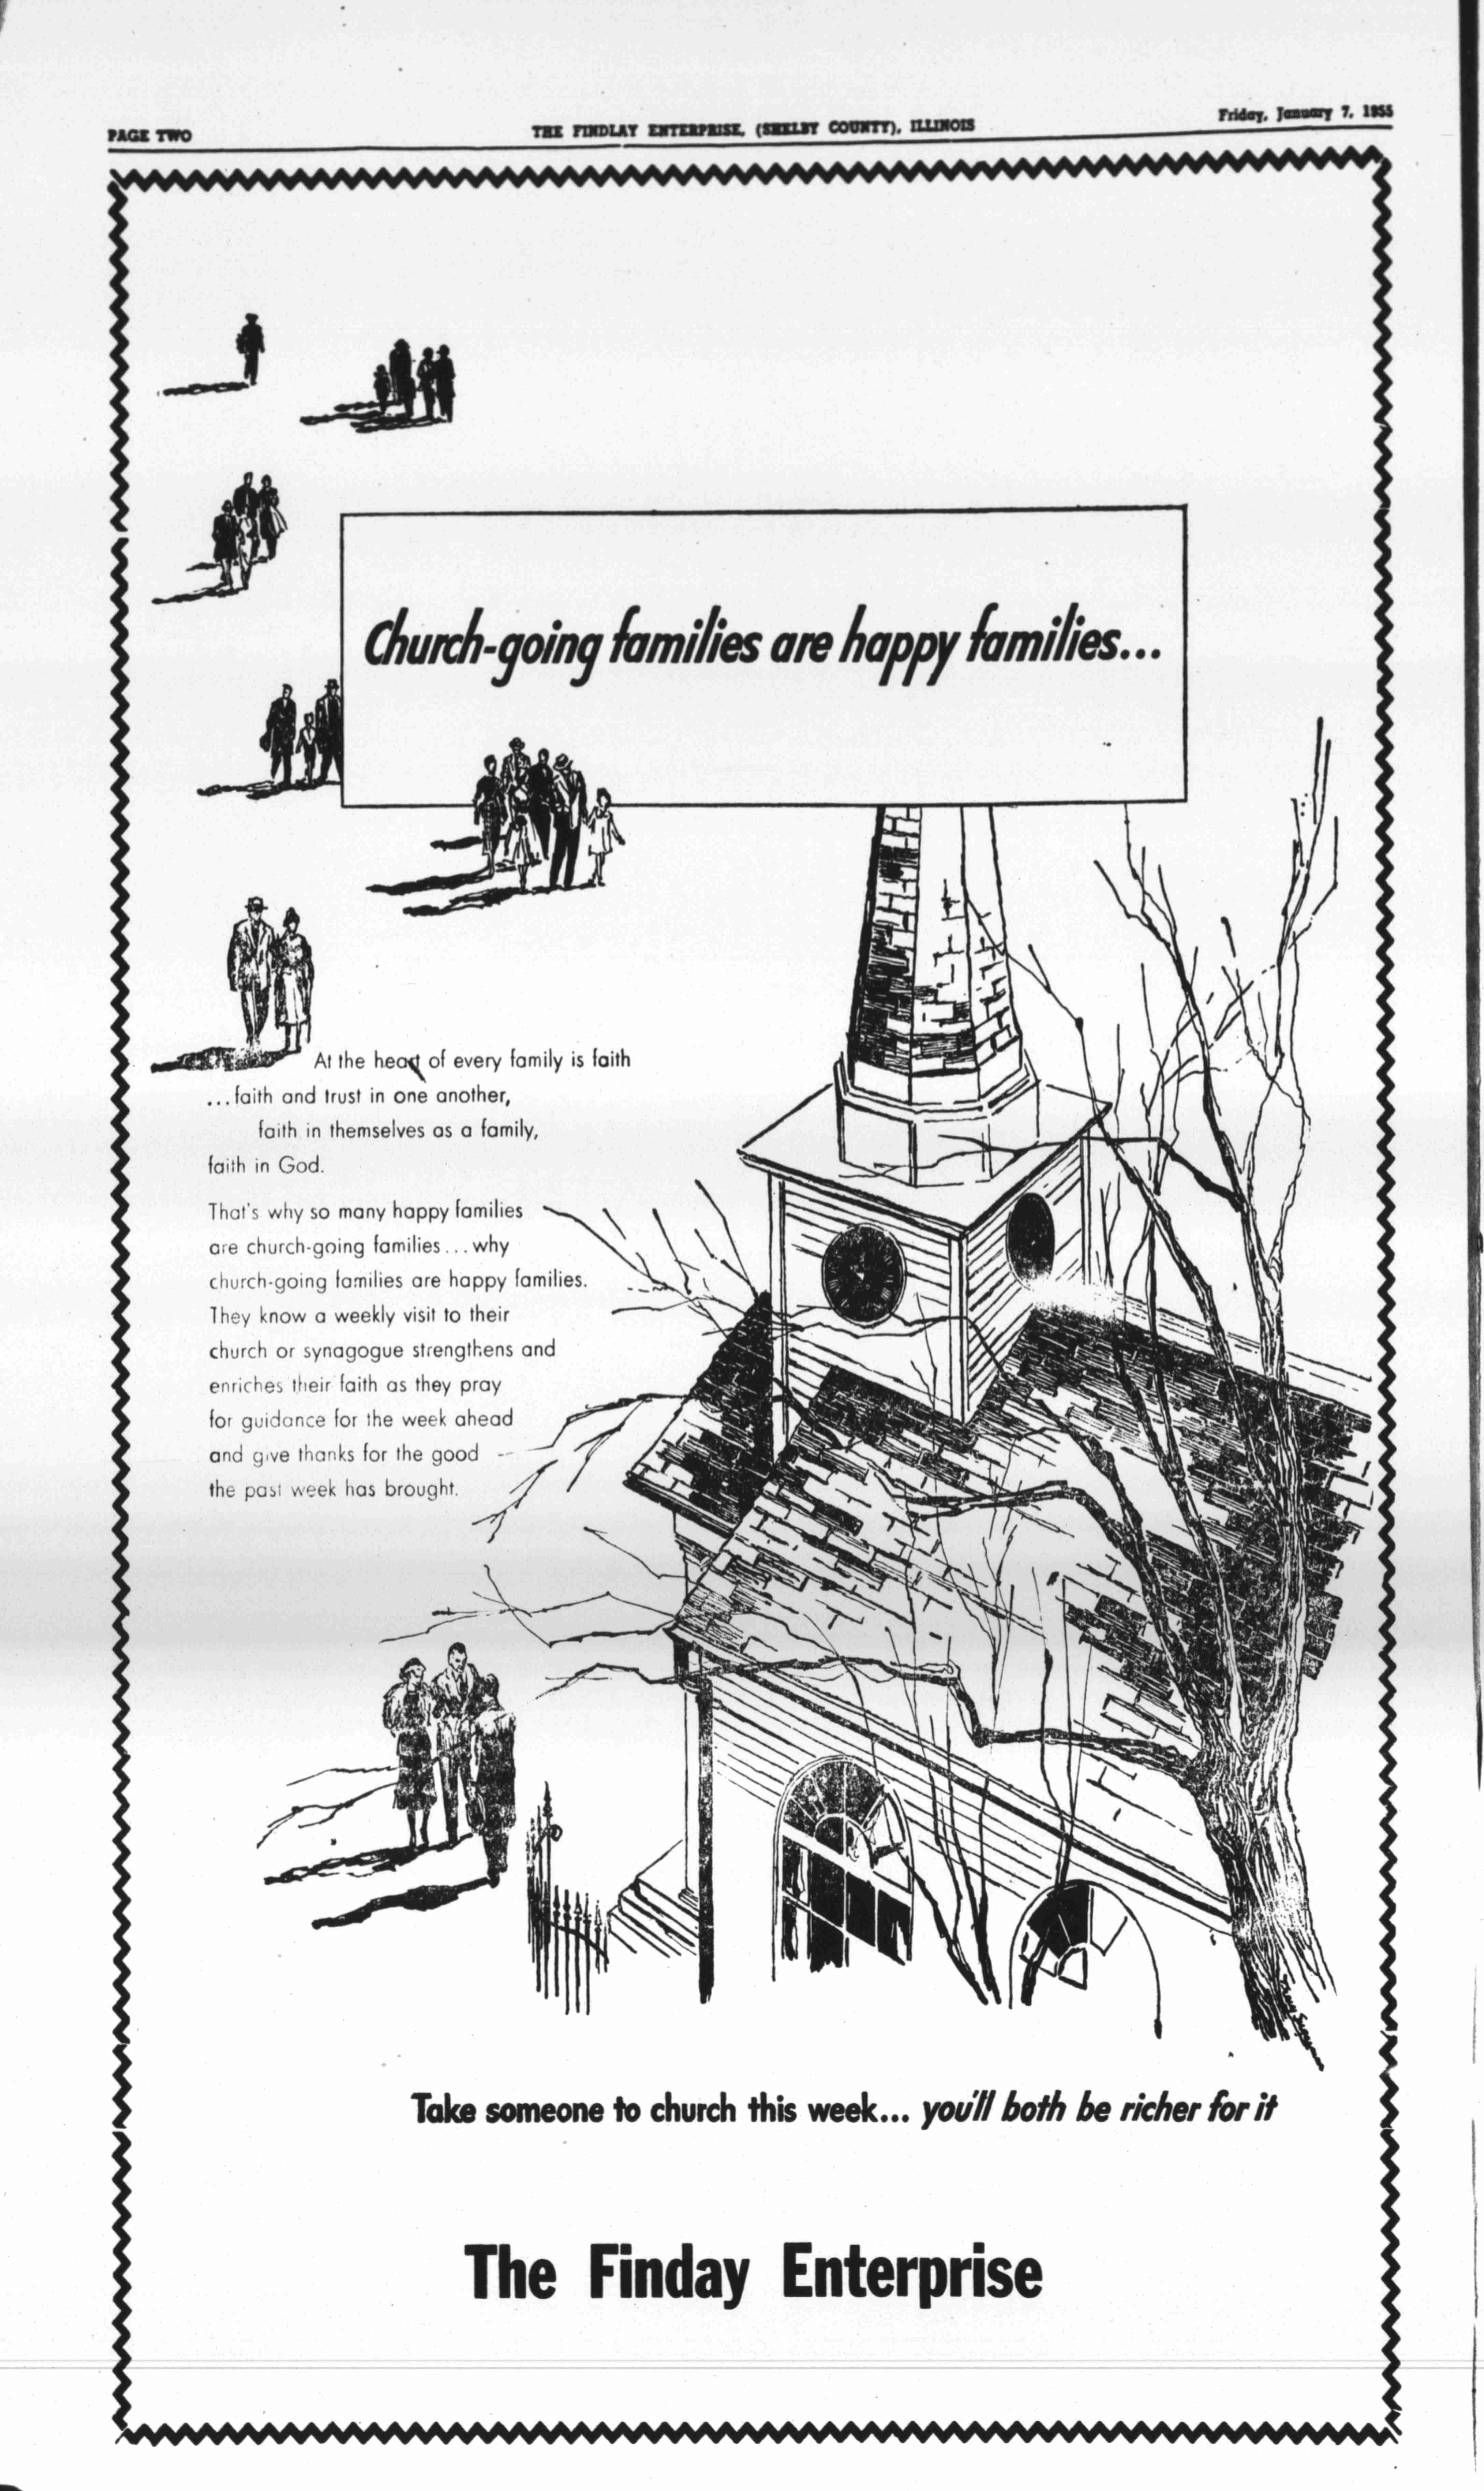 PAGE TWO
THE FINDLAY ENTERPRISE, (SHELBY COUNTY), ILLINOIS
Friday, January 7, 1955
Church-going families are happy families...
At the heart of every family is faith
...faith and trust in one another,
faith in themselves as a family,
faith in God.
That's why so many happy families
are church-going families...why
church-going families are happy families.
They know a weekly visit to their
church or synagogue strengthens and
enriches their faith as they pray
for guidance for the week ahead
and give thanks for the good
the past week has brought.
Take someone to church this week... you'll both be richer for it
The Finday Enterprise